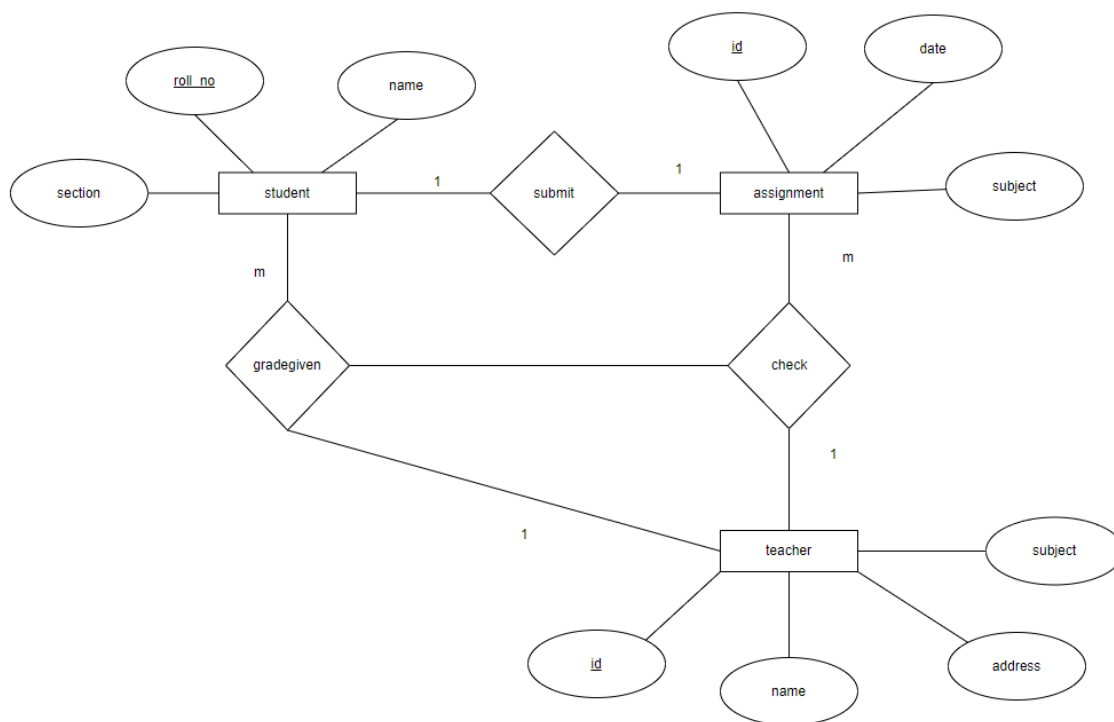 id
date
roll_no
name
section
student
1
submit
1
assignment
subject
m
m
gradegiven
check
1
1
teacher
subject
id
name
address